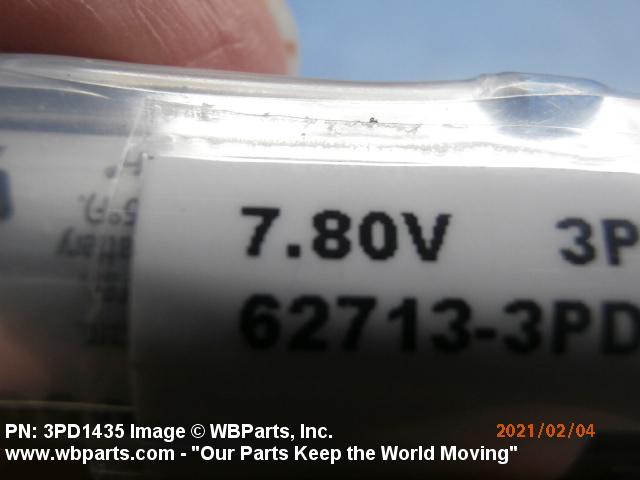 7.80V 3P
62713-3PD
PN: 3PD1435 Image © WBParts, Inc. 2021/02/04
www.wbparts.com - "Our Parts Keep the World Moving"